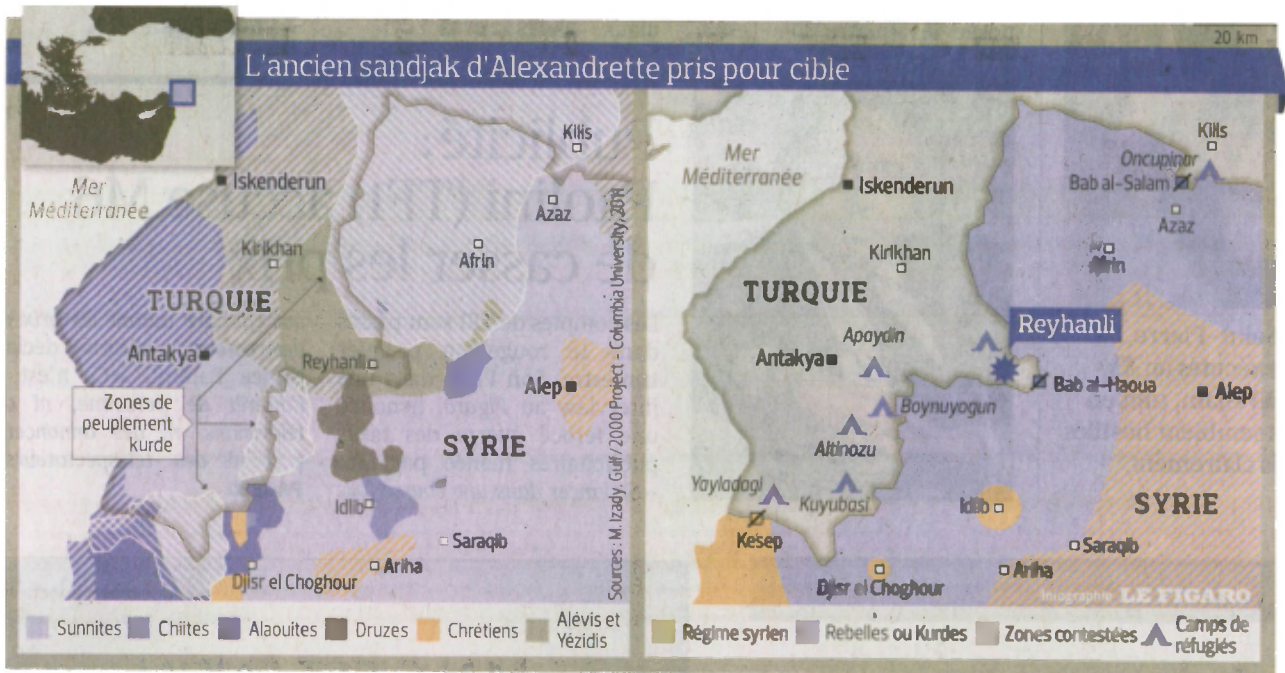 20 km
L'ancien sandjak d'Alexandrette pris pour cible
Mer
Méditerranée
Iskenderun
Kilis
Azaz
Afrin
Kirikhan
TURQUIE
Antakya
Reyhanli
Alep
Zones de
peuplement
kurde
SYRIE
Idlib
Saraqib
Djisr el Choghour
Ariha
Sources : M. Izady, Gulf / 2000 Project - Columbia University, 2011
Sunnites
Chiites
Alaouites
Druzes
Chrétiens
Alévis et
Yézidis
Mer
Méditerranée
Iskenderun
Kilis
Oncupinar
Bab al-Salam
Azaz
Afrin
Kirikhan
TURQUIE
Reyhanli
Apaydin
Antakya
Bab al-Haoua
Alep
Boynuyogun
Altinozu
Yayladagi
Kuyubasi
Idlib
SYRIE
Kesep
Saraqib
Djisr el Choghour
Ariha
Infographie LE FIGARO
Régime syrien
Rebelles ou Kurdes
Zones contestées
Camps de
réfugiés